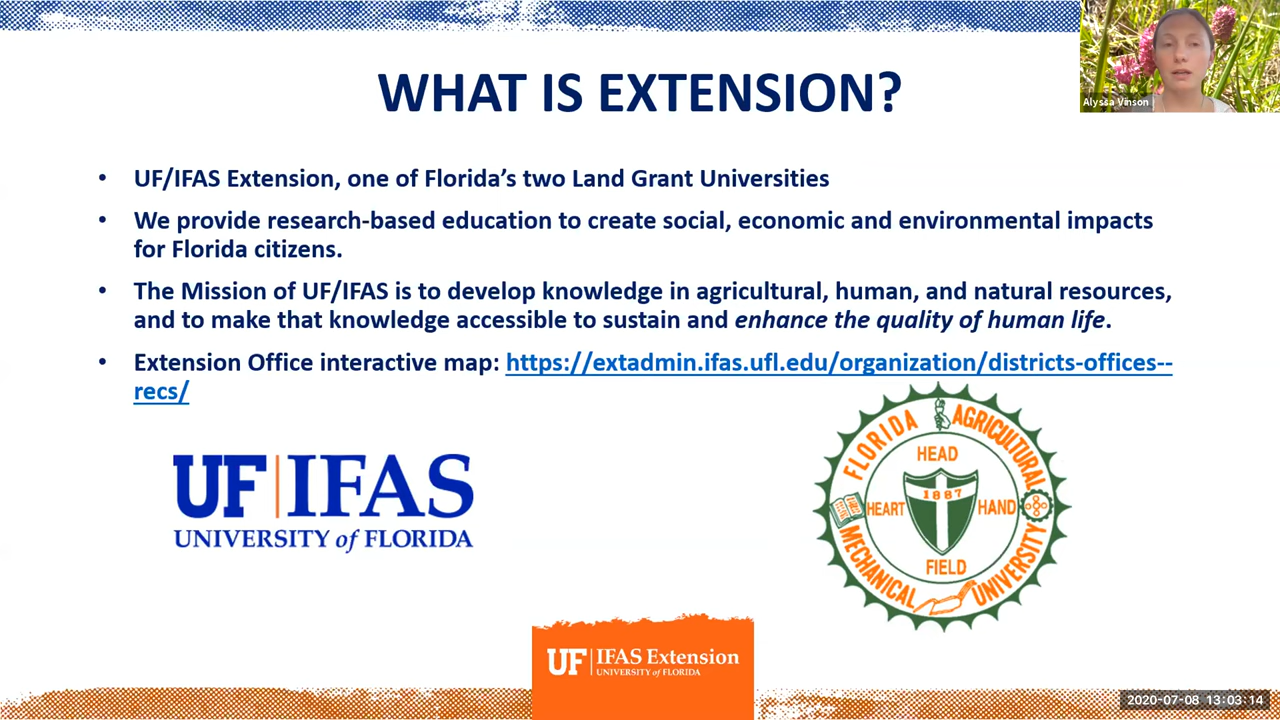 WHAT IS EXTENSION?
Alyssa Vinson
• UF/IFAS Extension, one of Florida's two Land Grant Universities
• We provide research-based education to create social, economic and environmental impacts
for Florida citizens.
• The Mission of UF/IFAS is to develop knowledge in agricultural, human, and natural resources,
and to make that knowledge accessible to sustain and enhance the quality of human life.
• Extension Office interactive map: https://extadmin.ifas.ufl.edu/organization/districts-offices--
recs/
UF|IFAS
UNIVERSITY of FLORIDA
FLORIDA AGRICULTURAL
MECHANICAL UNIVERSITY
HEAD
1887
HEART HAND
FIELD
UF|IFAS Extension
UNIVERSITY of FLORIDA
2020-07-08 13:03:14